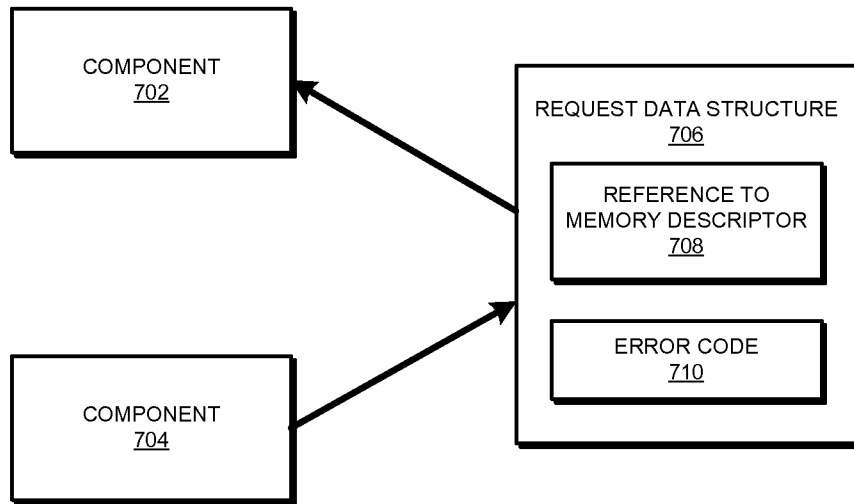 COMPONENT
702
REQUEST DATA STRUCTURE
706
REFERENCE TO
MEMORY DESCRIPTOR
708
ERROR CODE
710
COMPONENT
704